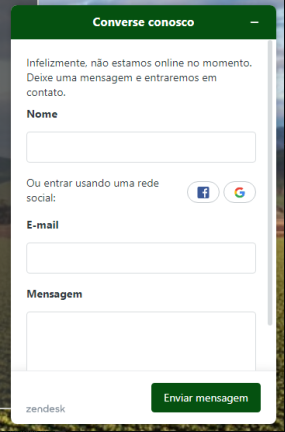 Converse conosco
Infelizmente, não estamos online no momento.
Deixe uma mensagem e entraremos em
contato.
Nome
Ou entrar usando uma rede
social:
E-mail
Mensagem
zendesk
Enviar mensagem